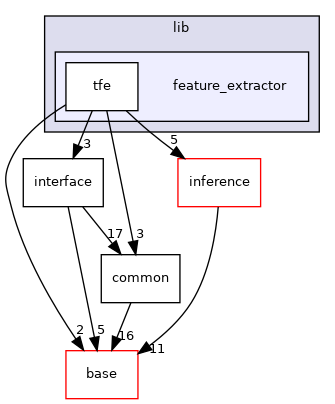 lib
tfe
feature_extractor
3
5
interface
inference
17
3
common
2
5
16
11
base